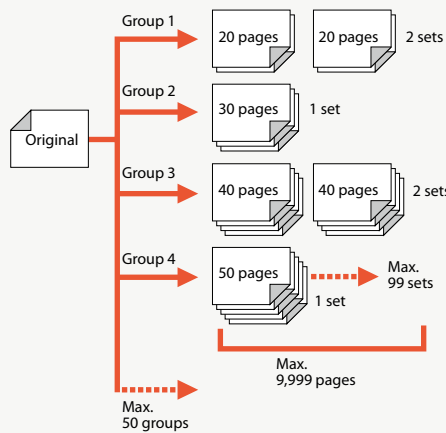 Group 1
20 pages
20 pages
2 sets
Group 2
30 pages
1 set
Original
Group 3
40 pages
40 pages
2 sets
Group 4
50 pages
1 set
Max.
99 sets
Max.
9,999 pages
Max.
50 groups